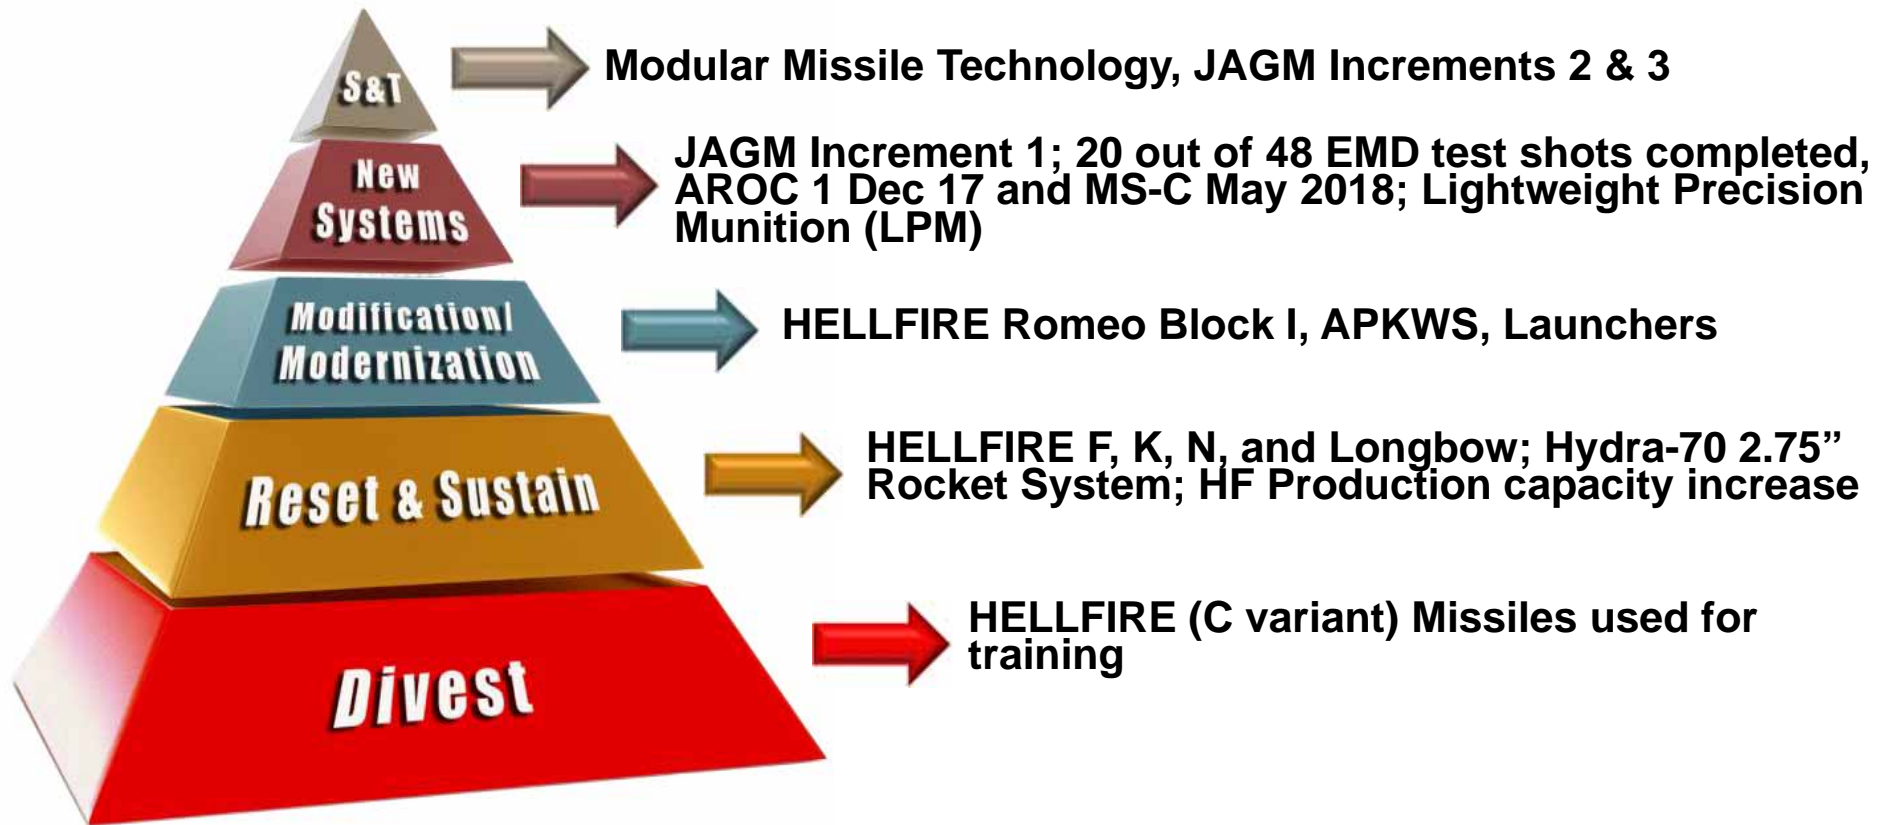 S&T
Modular Missile Technology, JAGM Increments 2 & 3
New
Systems
JAGM Increment 1; 20 out of 48 EMD test shots completed,
AROC 1 Dec 17 and MS-C May 2018; Lightweight Precision
Munition (LPM)
Modification/
Modernization
HELLFIRE Romeo Block I, APKWS, Launchers
Reset & Sustain
HELLFIRE F, K, N, and Longbow; Hydra-70 2.75”
Rocket System; HF Production capacity increase
Divest
HELLFIRE (C variant) Missiles used for
training